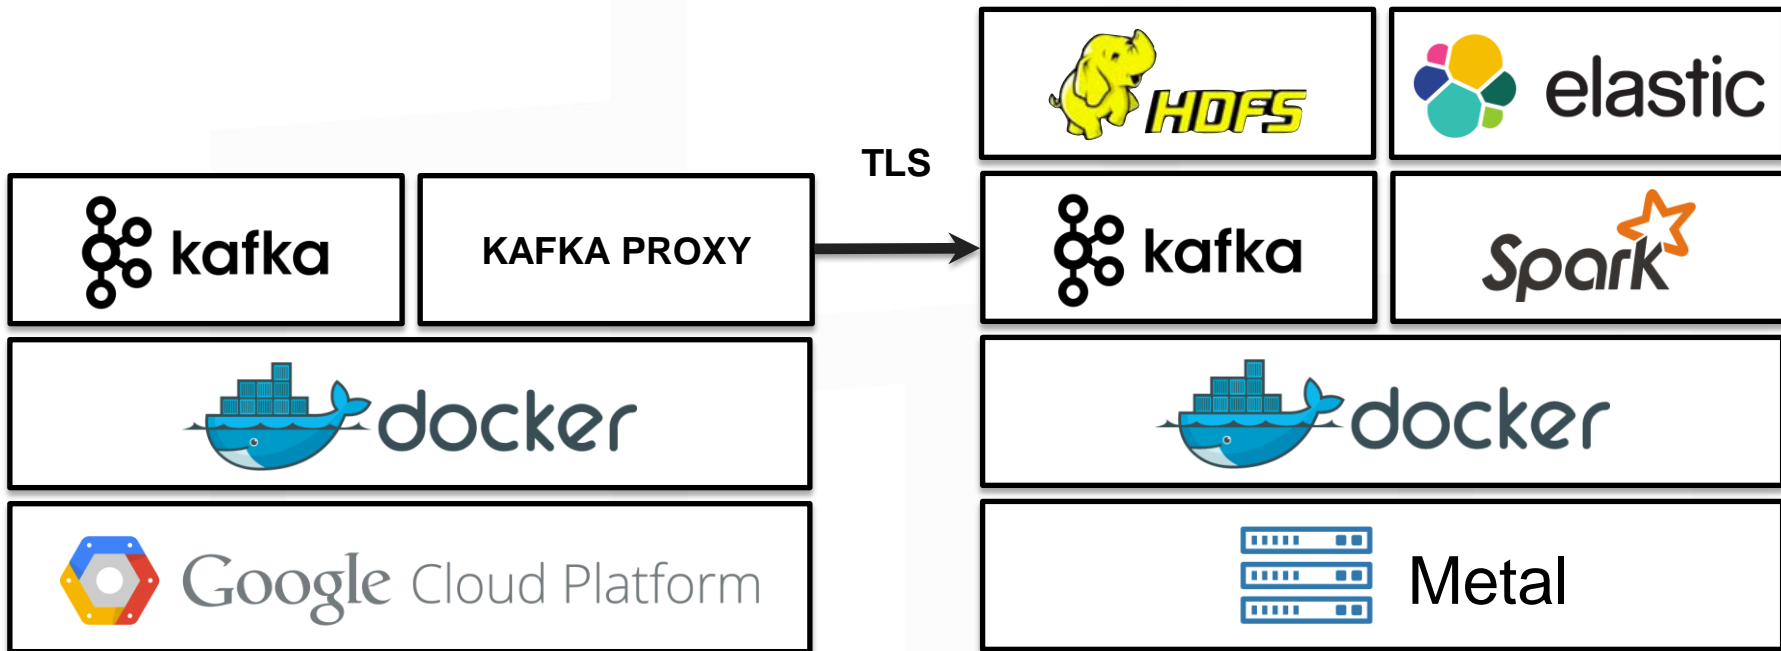 HDFS
elastic
TLS
kafka
KAFKA PROXY
kafka
Spark
docker
docker
Google Cloud Platform
Metal